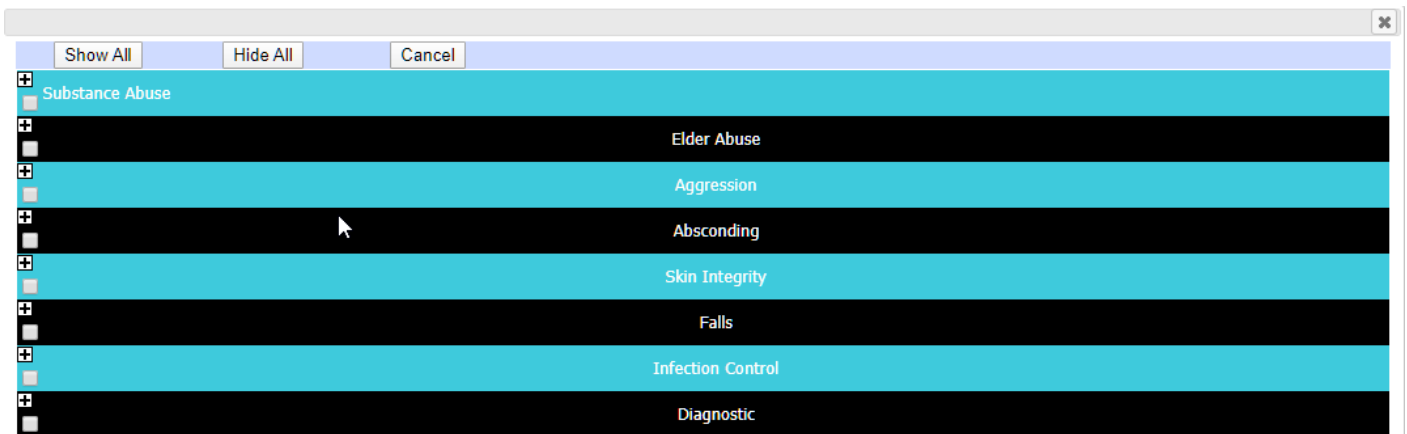 Show All Hide All Cancel
Substance Abuse
Elder Abuse
Aggression
Absconding
Skin Integrity
Falls
Infection Control
Diagnostic